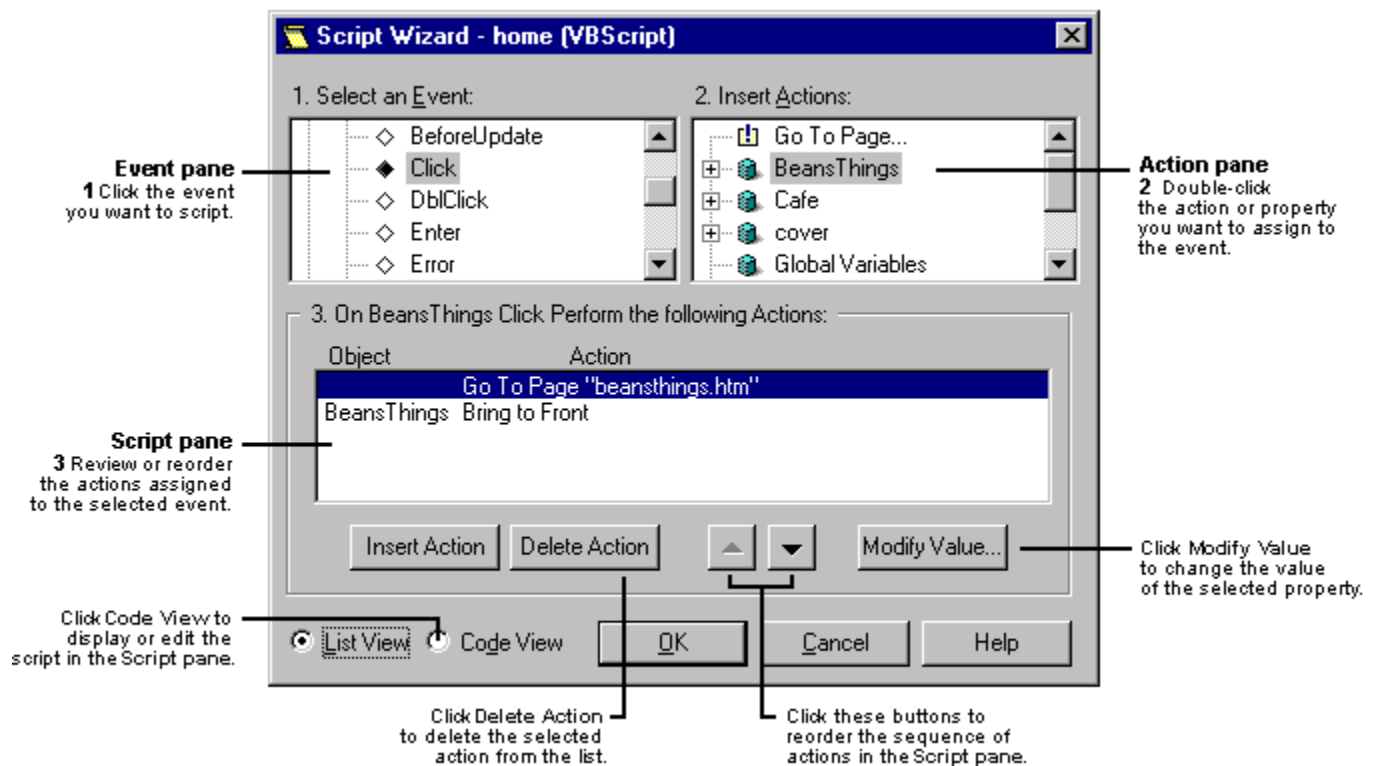 Script Wizard - home (VBScript)
1. Select an Event:
2. Insert Actions:
BeforeUpdate
Click
DblClick
Enter
Error
Go To Page...
BeansThings
Cafe
cover
Global Variables
Event pane
1 Click the event
you want to script.
Action pane
2 Double-click
the action or property
you want to assign to
the event.
3. On BeansThings Click Perform the following Actions:
Object Action
Go To Page "beansthings.htm"
BeansThings Bring to Front
Script pane
3 Review or reorder
the actions assigned
to the selected event.
Insert Action
Delete Action
Modify Value...
Click Modify Value
to change the value
of the selected property.
Click Code View to
display or edit the
script in the Script pane.
List View
Code View
OK
Cancel
Help
Click Delete Action
to delete the selected
action from the list.
Click these buttons to
reorder the sequence of
actions in the Script pane.